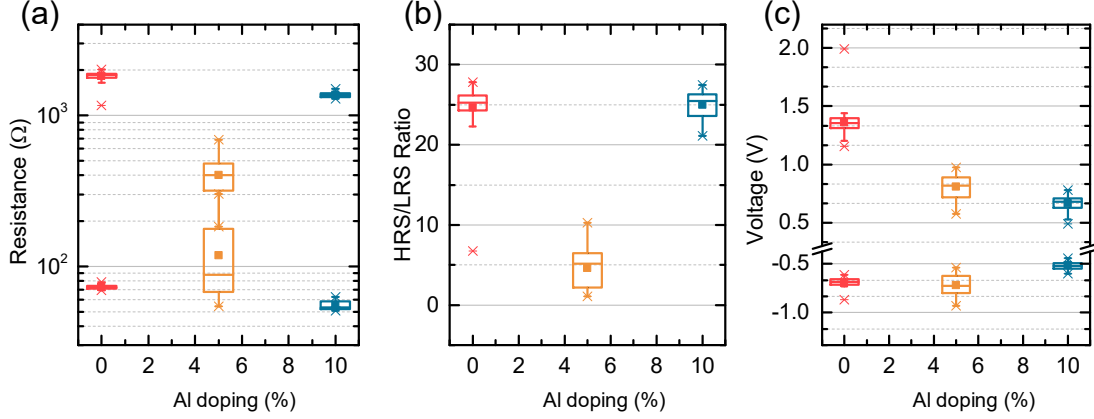 (a)
Resistance (Ω)
10³
10²
0 2 4 6 8 10
Al doping (%)
(b)
HRS/LRS Ratio
30
20
10
0
0 2 4 6 8 10
Al doping (%)
(c)
Voltage (V)
2.0
1.5
1.0
0.5
-0.5
-1.0
0 2 4 6 8 10
Al doping (%)